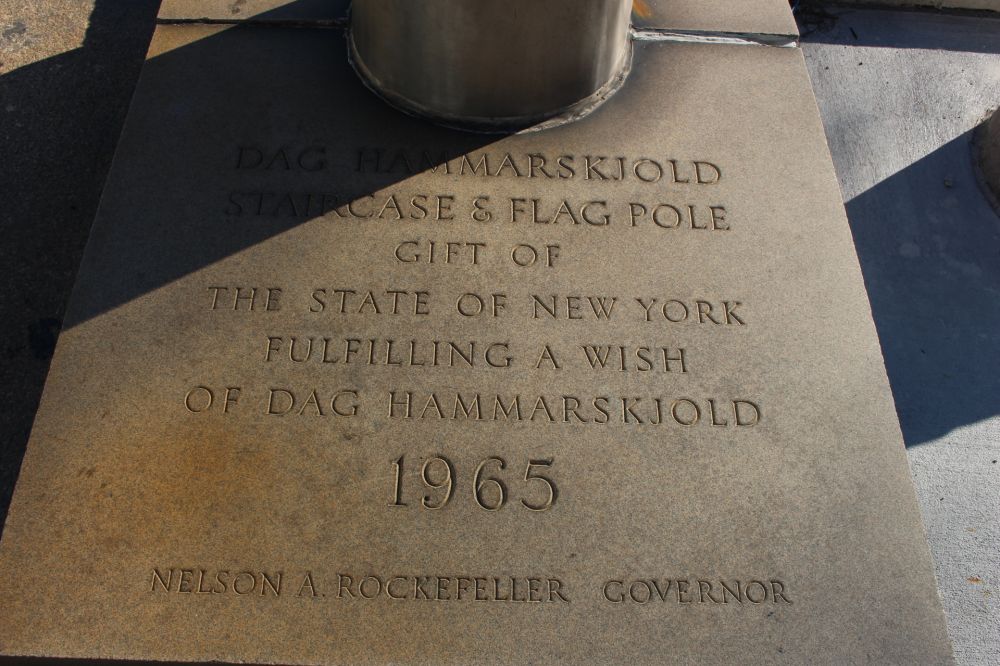 DAG HAMMARSKJOLD
STAIRCASE & FLAG POLE
GIFT OF
THE STATE OF NEW YORK
FULFILLING A WISH
OF DAG HAMMARSKJOLD
1965
NELSON A. ROCKEFELLER GOVERNOR